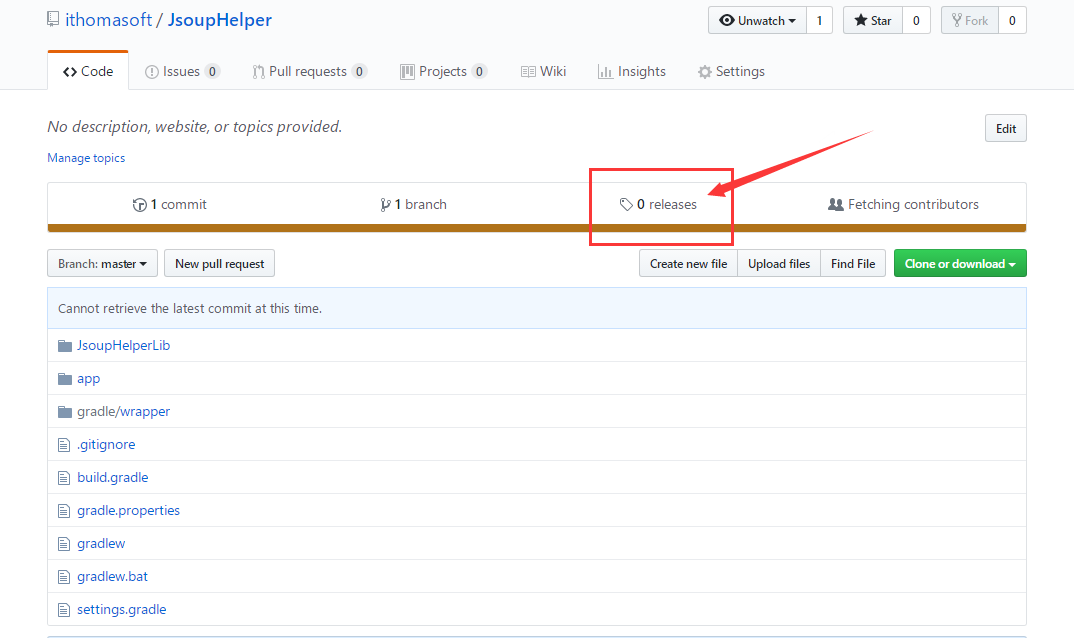 ithomasoft / JsoupHelper
Unwatch 1 Star 0 Fork 0
Code Issues 0 Pull requests 0 Projects 0 Wiki Insights Settings
No description, website, or topics provided.
Edit
Manage topics
1 commit 1 branch 0 releases Fetching contributors
Branch: master New pull request Create new file Upload files Find File Clone or download
Cannot retrieve the latest commit at this time.
JsoupHelperLib
app
gradle/wrapper
.gitignore
build.gradle
gradle.properties
gradlew
gradlew.bat
settings.gradle